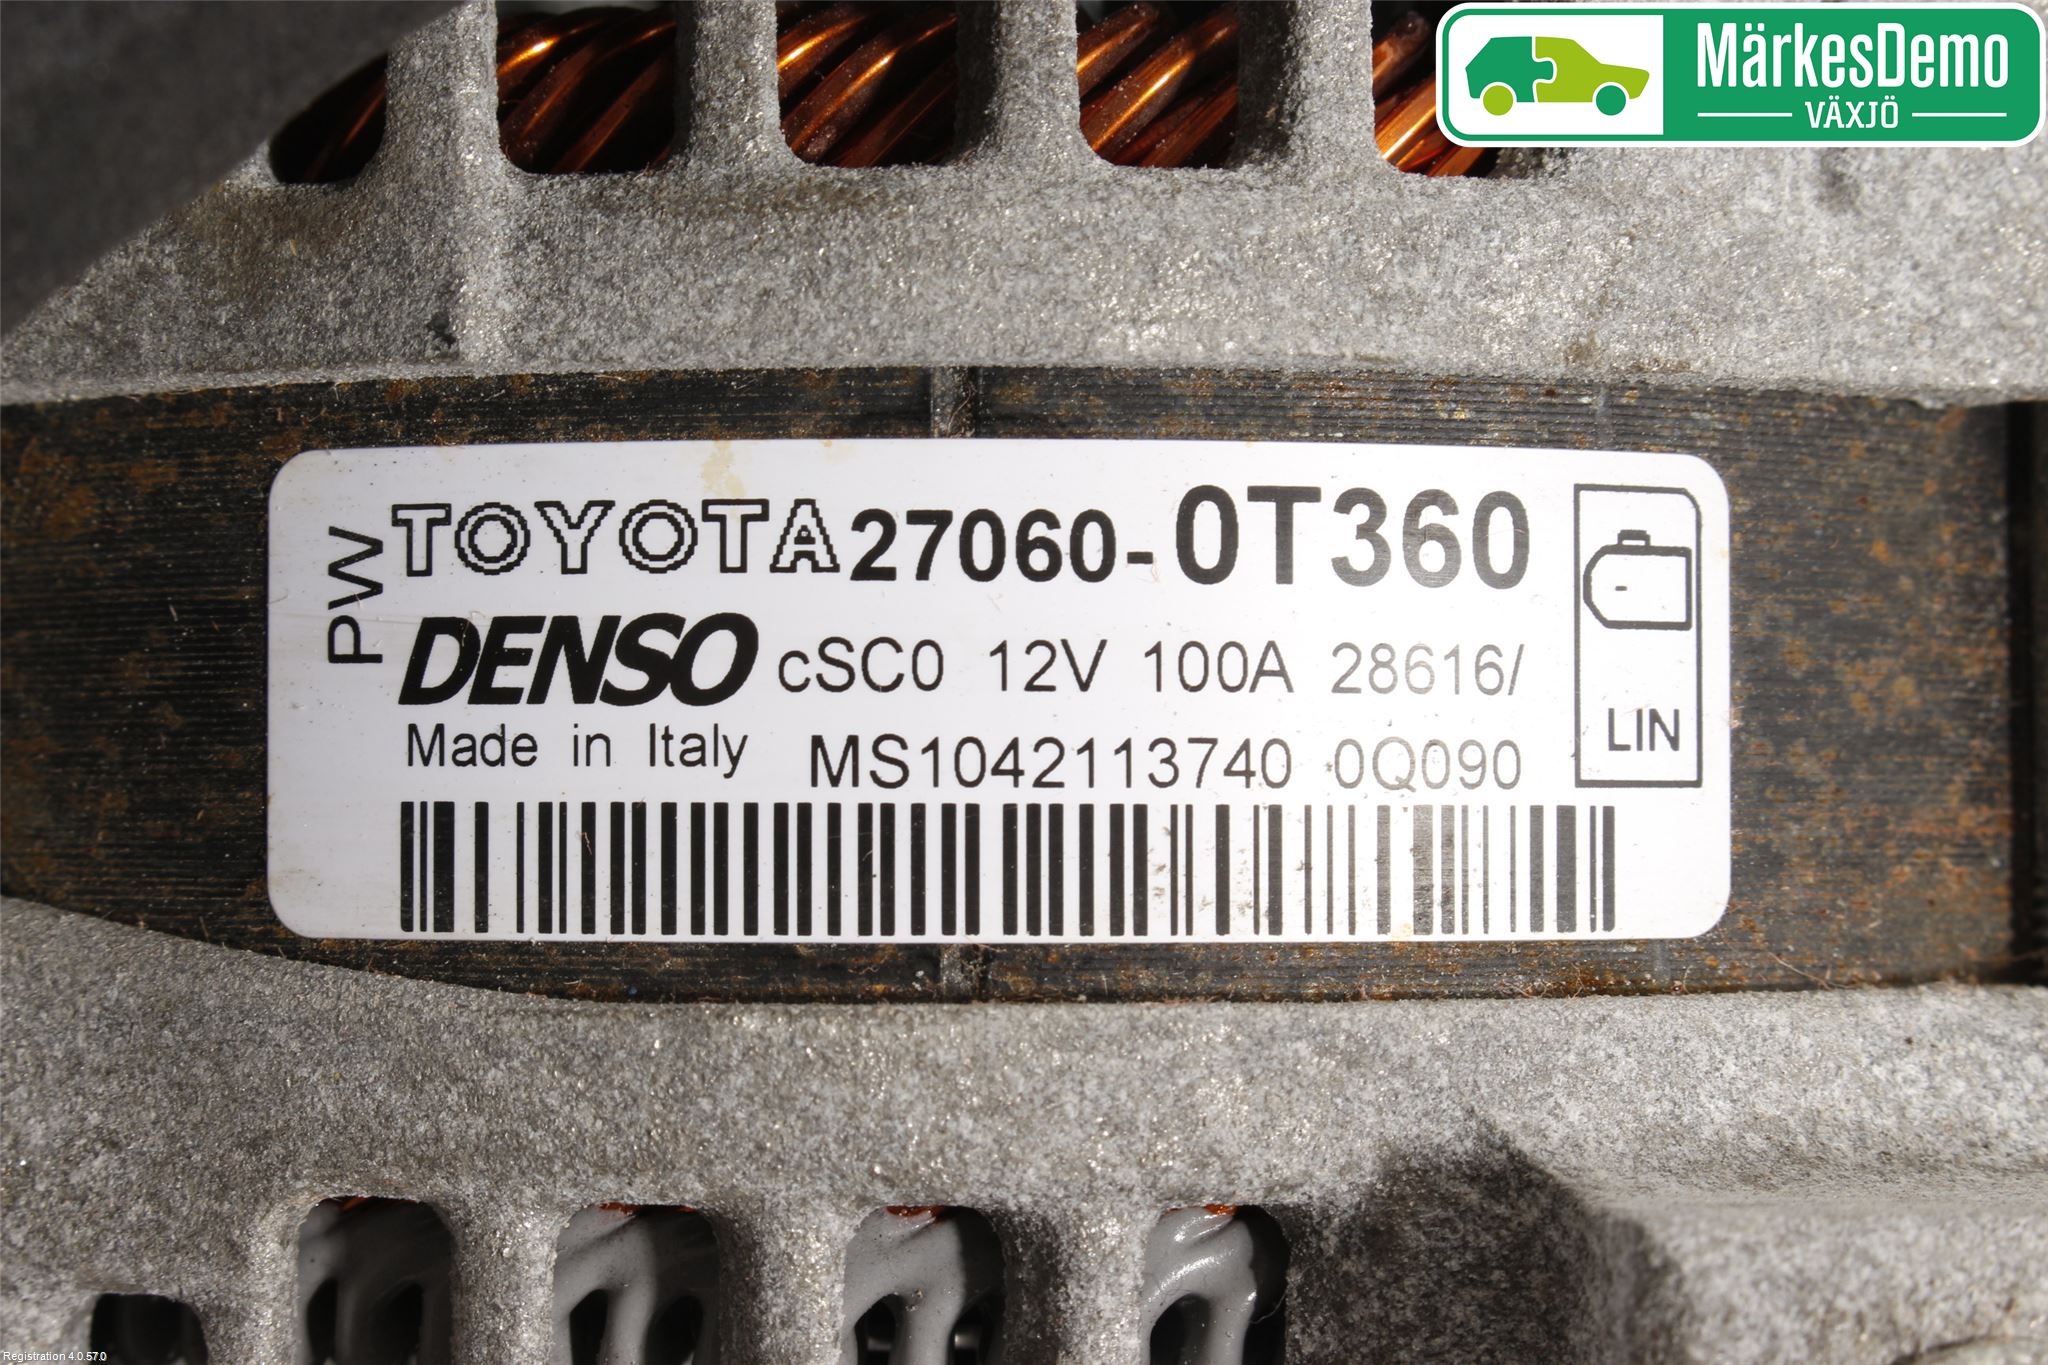 MärkesDemo
VÄXJÖ
PW
TOYOTA 27060-0T360
DENSO cSC0 12V 100A 28616/
Made in Italy MS1042113740 0Q090
LIN
Registration 4.0.57.0